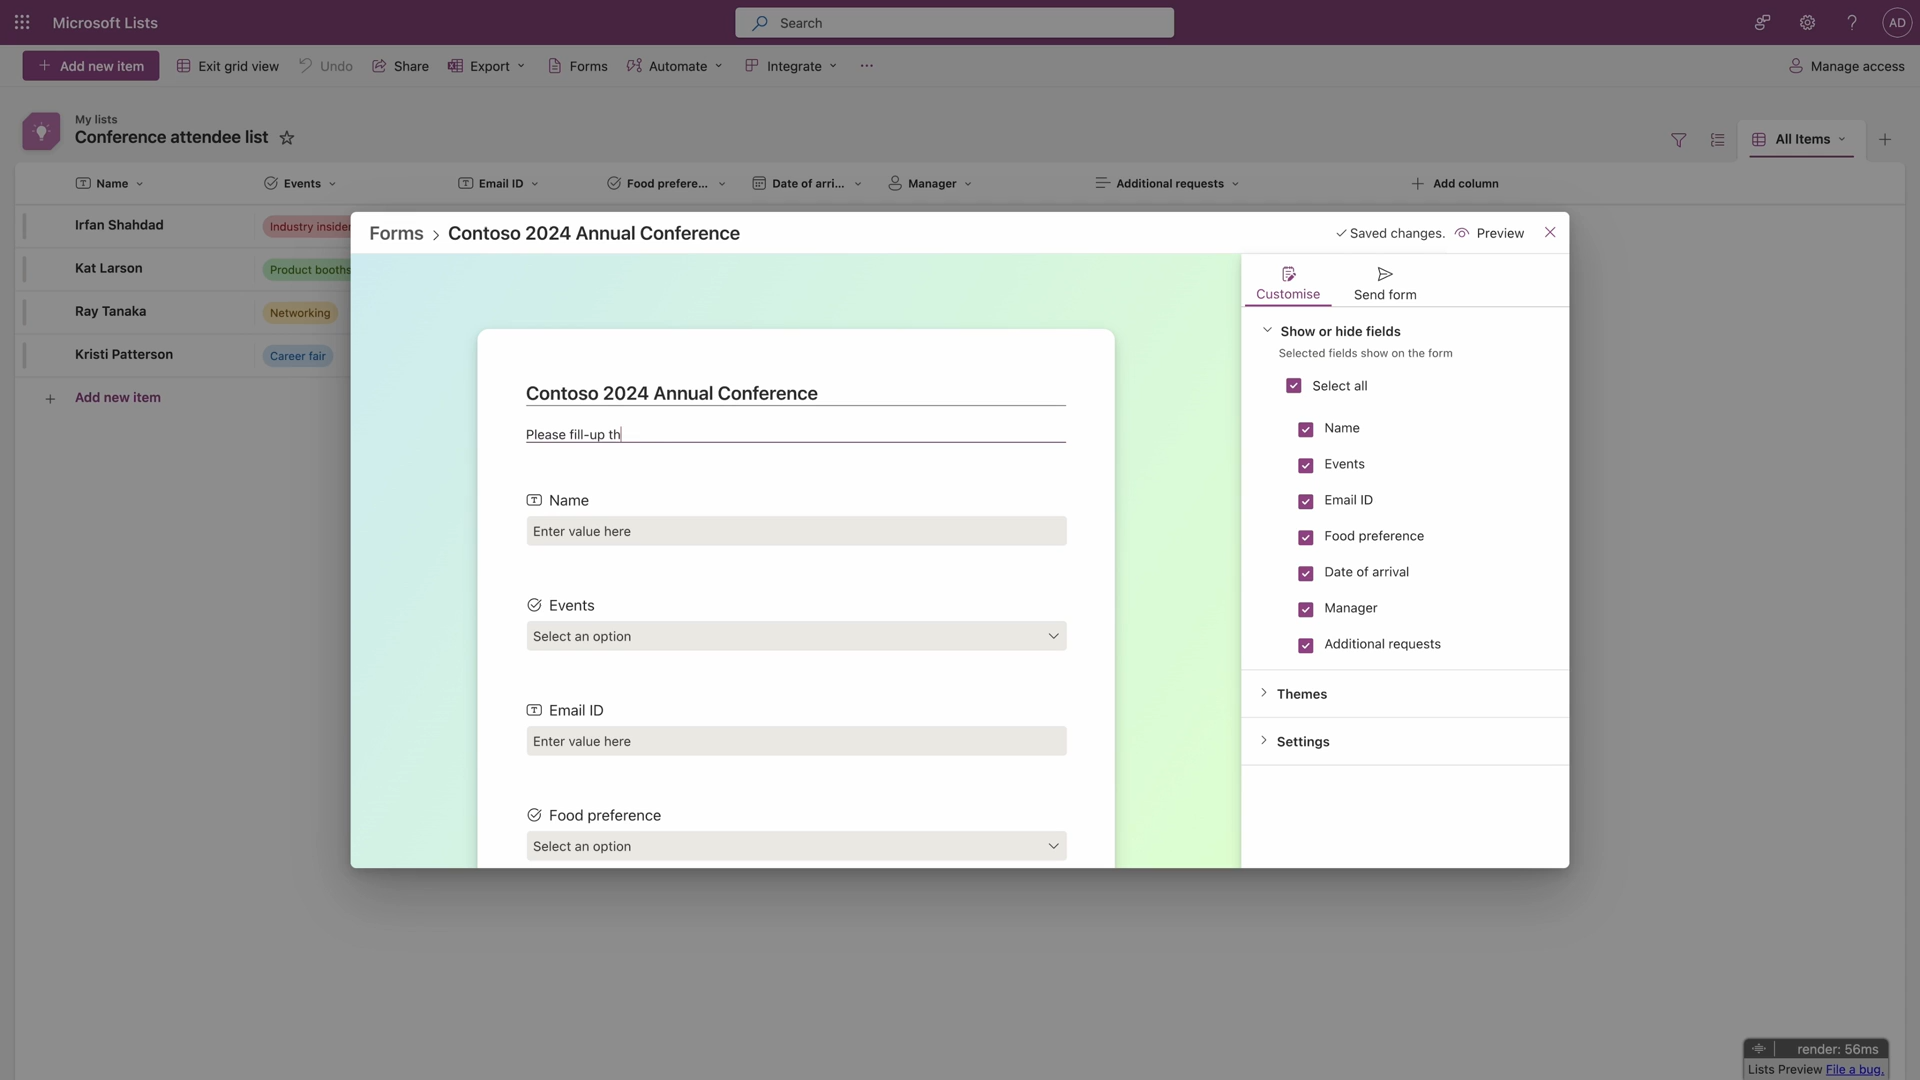 Microsoft Lists
Search
AD
Add new item
Exit grid view
Undo
Share
Export
Forms
Automate
Integrate
Manage access
My lists
Conference attendee list
All Items
Name
Events
Email ID
Food prefere...
Date of arri...
Manager
Additional requests
Add column
Irfan Shahdad
Industry insider
Kat Larson
Product booths
Ray Tanaka
Networking
Kristi Patterson
Career fair
Add new item
Forms > Contoso 2024 Annual Conference
Saved changes.
Preview
Contoso 2024 Annual Conference
Please fill-up th
Name
Enter value here
Events
Select an option
Email ID
Enter value here
Food preference
Select an option
Customise
Send form
Show or hide fields
Selected fields show on the form
Select all
Name
Events
Email ID
Food preference
Date of arrival
Manager
Additional requests
Themes
Settings
render: 56ms
Lists Preview File a bug.